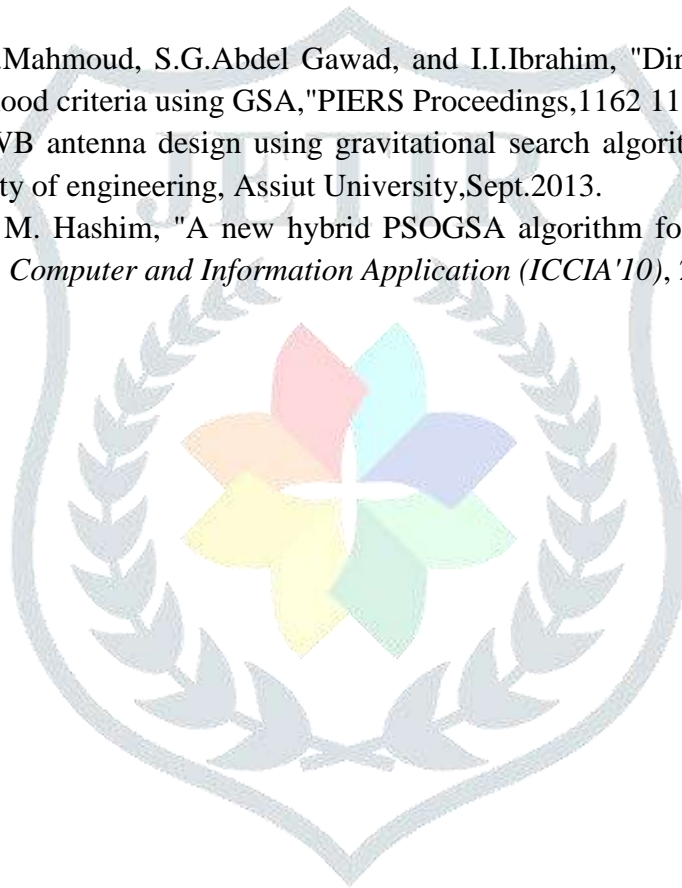 .Mahmoud, S.G.Abdel Gawad, and I.I.Ibrahim, "Dir
ood criteria using GSA,"PIERS Proceedings,1162 11
VB antenna design using gravitational search algorit
ty of engineering, Assiut University,Sept.2013.
M. Hashim, "A new hybrid PSOGSA algorithm fo
Computer and Information Application (ICCIA'10),
JETIR